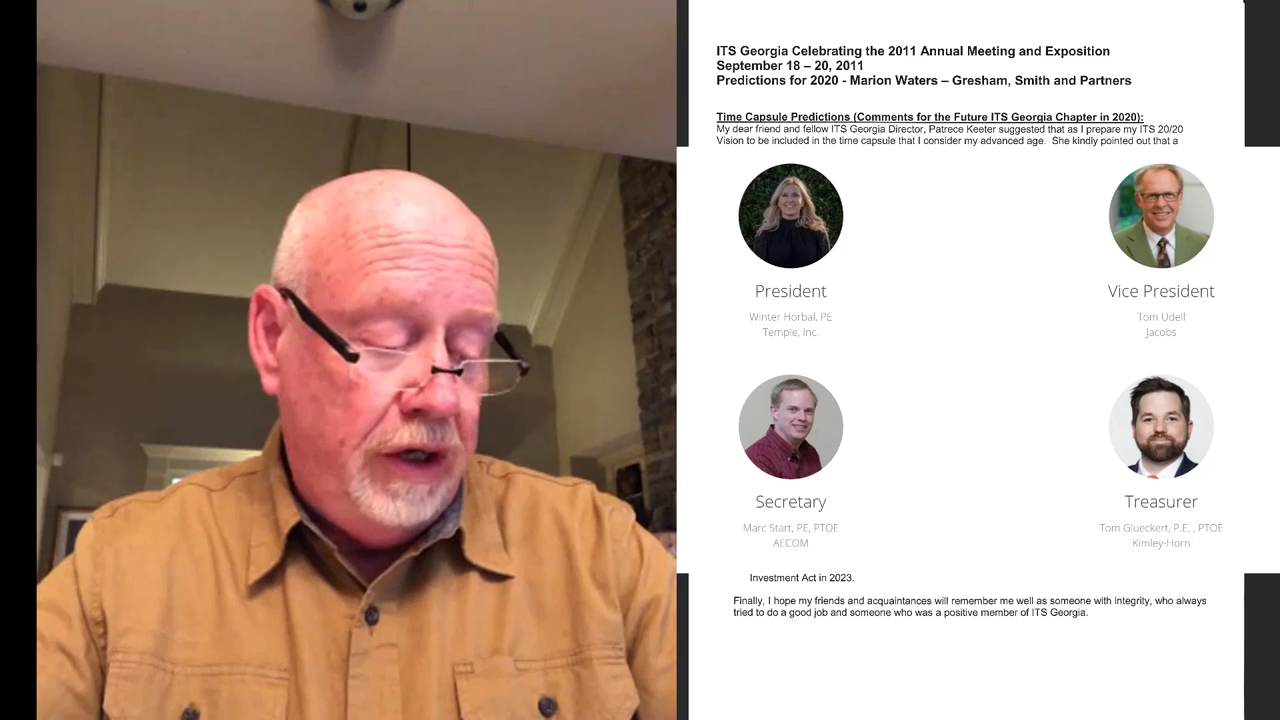 ITS Georgia Celebrating the 2011 Annual Meeting and Exposition
September 18 – 20, 2011
Predictions for 2020 - Marion Waters – Gresham, Smith and Partners
Time Capsule Predictions (Comments for the Future ITS Georgia Chapter in 2020):
My dear friend and fellow ITS Georgia Director, Patrece Keeter suggested that as I prepare my ITS 20/20
Vision to be included in the time capsule that I consider my advanced age. She kindly pointed out that a
President
Winter Horbal, PE
Temple, Inc.
Vice President
Tom Udell
Jacobs
Secretary
Marc Start, PE, PTOE
AECOM
Treasurer
Tom Glueckert, P.E. , PTOE
Kimley-Horn
Investment Act in 2023.
Finally, I hope my friends and acquaintances will remember me well as someone with integrity, who always
tried to do a good job and someone who was a positive member of ITS Georgia.